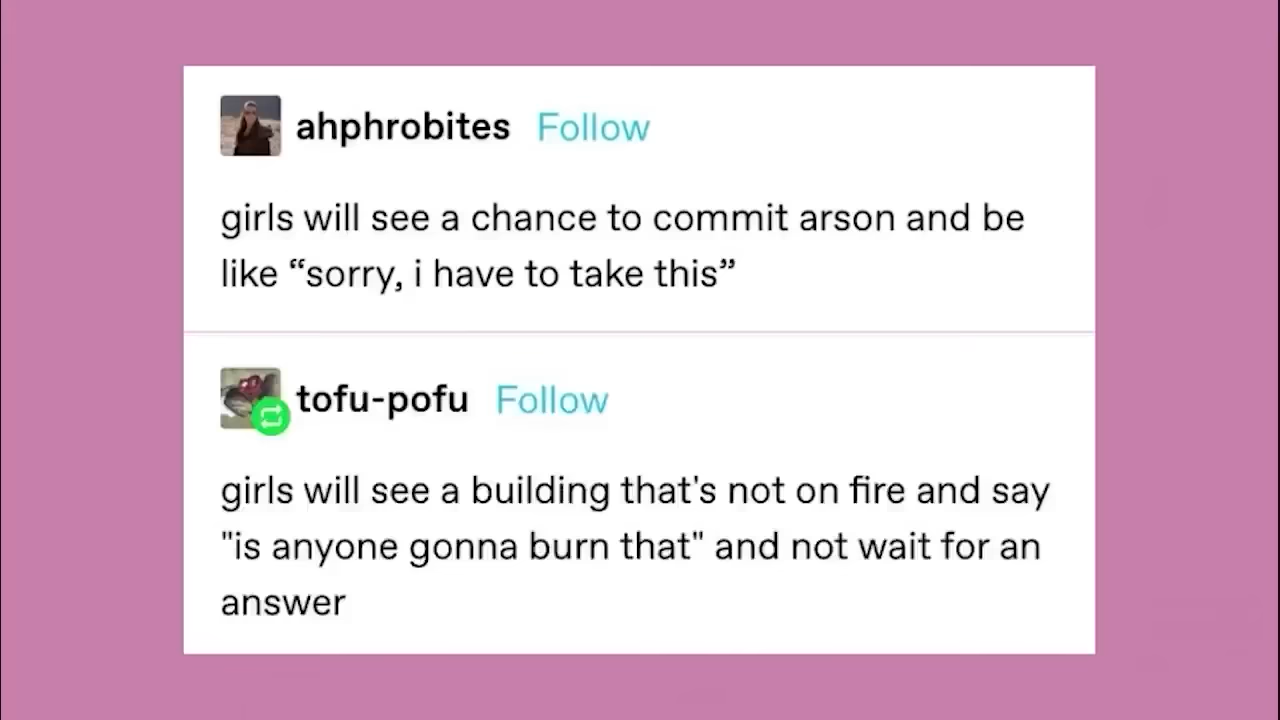 ahphrobites Follow
girls will see a chance to commit arson and be
like “sorry, i have to take this”
tofu-pofu Follow
girls will see a building that's not on fire and say
"is anyone gonna burn that" and not wait for an
answer